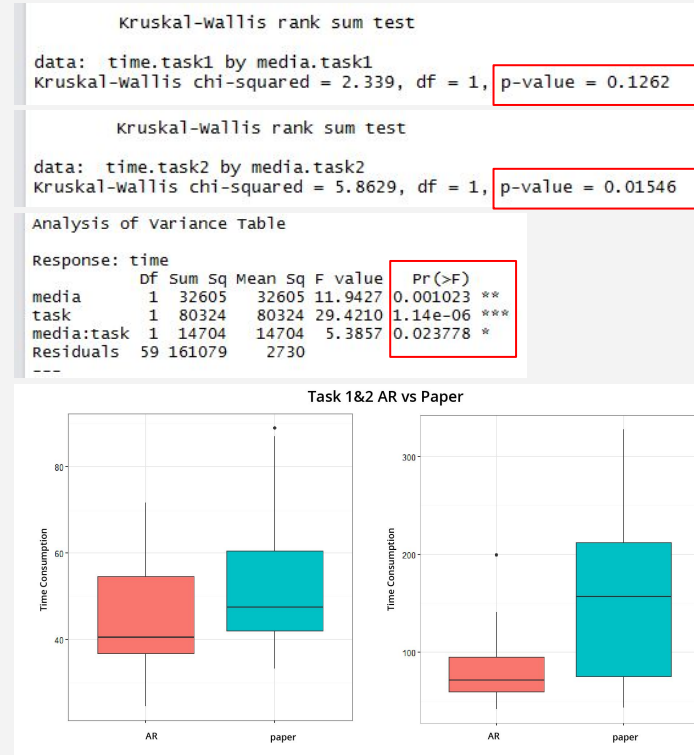 Kruskal-Wallis rank sum test
data: time.task1 by media.task1
Kruskal-Wallis chi-squared = 2.339, df = 1, p-value = 0.1262
Kruskal-Wallis rank sum test
data: time.task2 by media.task2
Kruskal-Wallis chi-squared = 5.8629, df = 1, p-value = 0.01546
Analysis of Variance Table
Response: time
Df Sum Sq Mean Sq F value Pr(>F)
media 1 32605 32605 11.9427 0.001023 **
task 1 80324 80324 29.4210 1.14e-06 ***
media:task 1 14704 14704 5.3857 0.023778 *
Residuals 59 161079 2730
---
Task 1&2 AR vs Paper
Time Consumption
80
60
40
AR paper
Time Consumption
300
200
100
AR paper